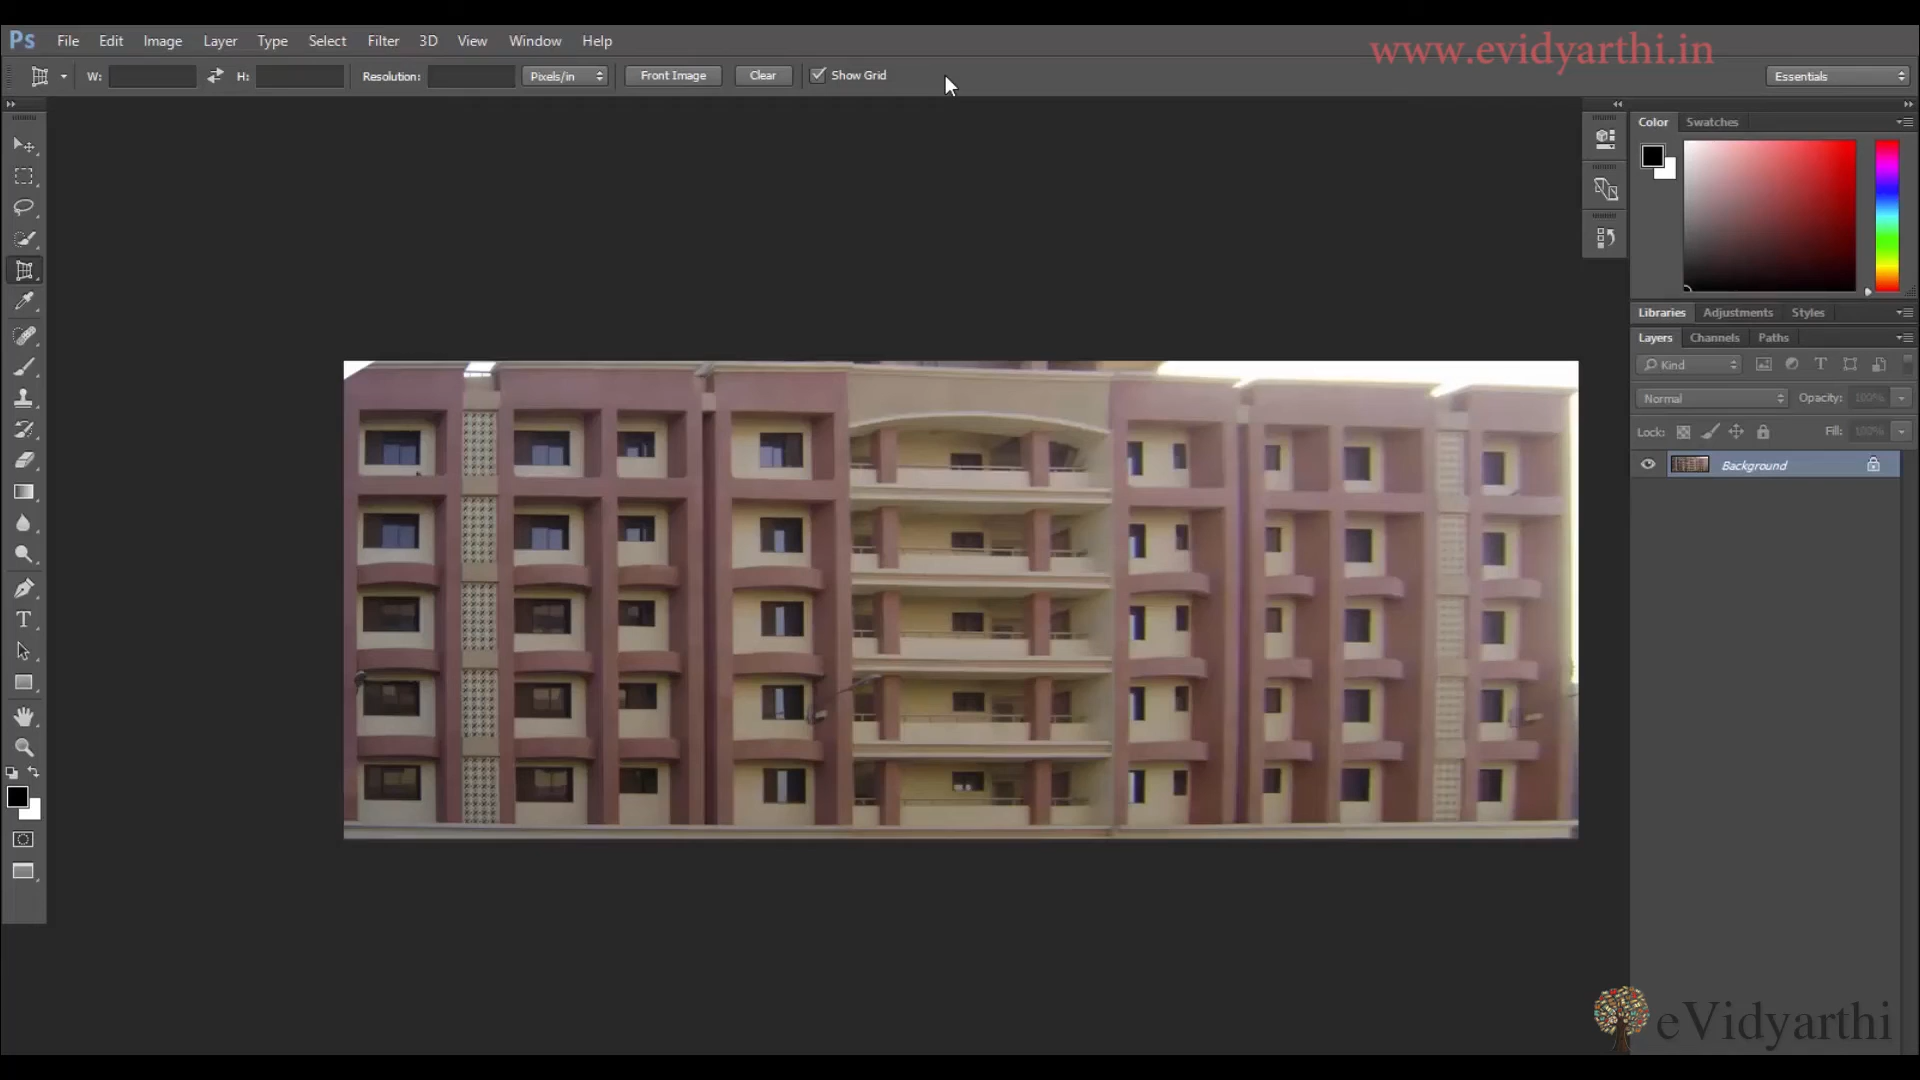 www.evidyarthi.in
Ps File Edit Image Layer Type Select Filter 3D View Window Help
W: H: Resolution: Pixels/in Front Image Clear Show Grid Essentials
Color Swatches
Libraries Adjustments Styles
Layers Channels Paths
Kind
Normal Opacity: 100%
Lock: Fill: 100%
Background
eVidyarthi